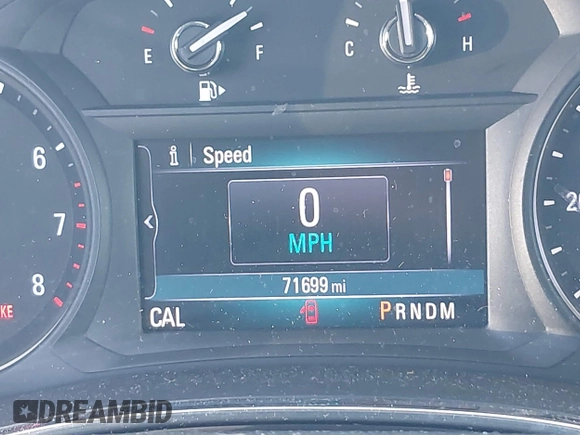 E F
C H
i Speed
6
7
8
0
MPH
71699 mi
CAL PRNDM
DREAMBID